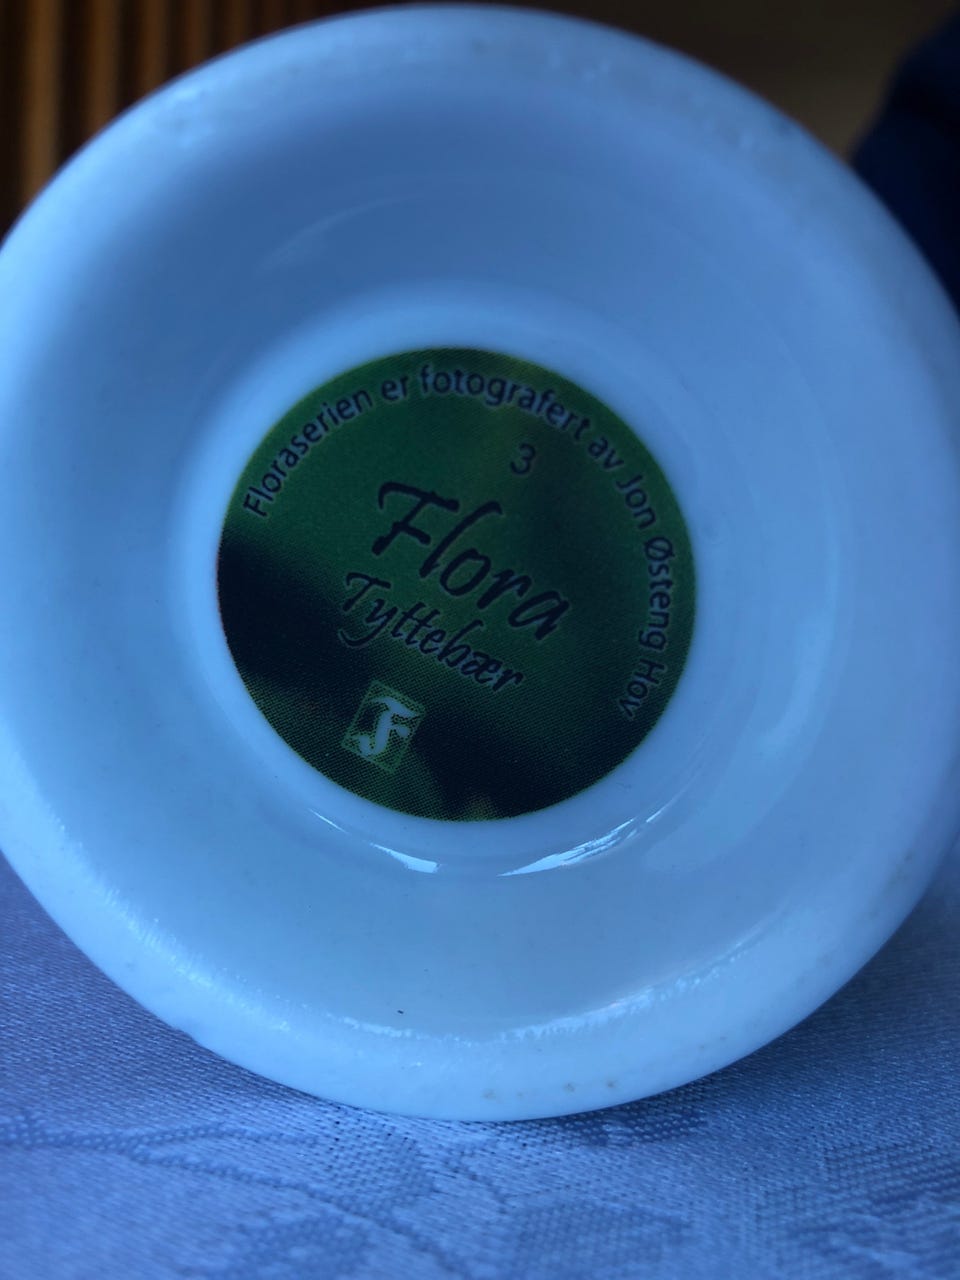 Floraserien er fotografert av Jon Østeng Hov
3
Flora
Tyttebær
F